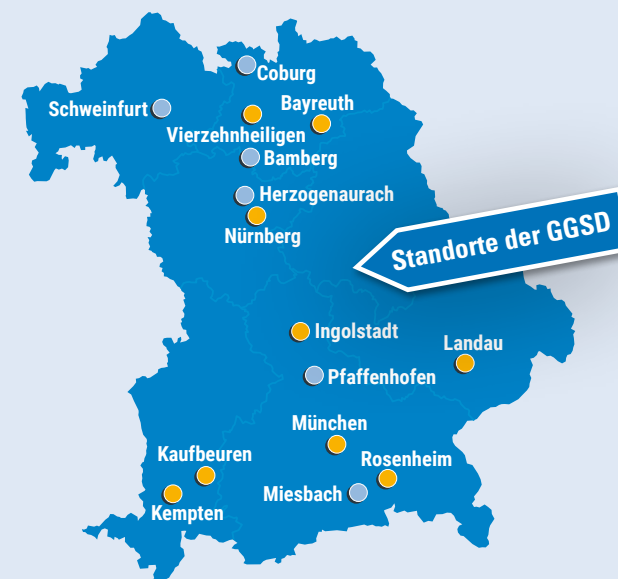 Coburg
Schweinfurt
Bayreuth
Vierzehnheiligen
Bamberg
Herzogenaurach
Nürnberg
Standorte der GGSD
Ingolstadt
Landau
Pfaffenhofen
München
Kaufbeuren
Rosenheim
Miesbach
Kempten